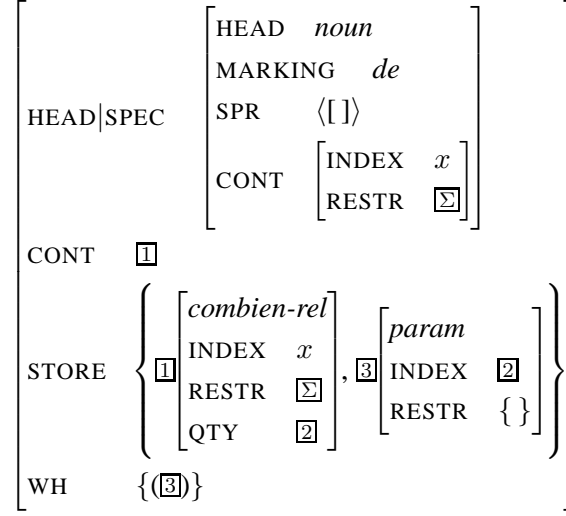 HEAD noun
MARKING de
HEAD|SPEC SPR ⟨[ ]⟩
CONT [INDEX x
RESTR Σ]
CONT 1
STORE { 1 [combien-rel
INDEX x
RESTR Σ
QTY 2] , 3 [param
INDEX 2
RESTR { }] }
WH {(3)}